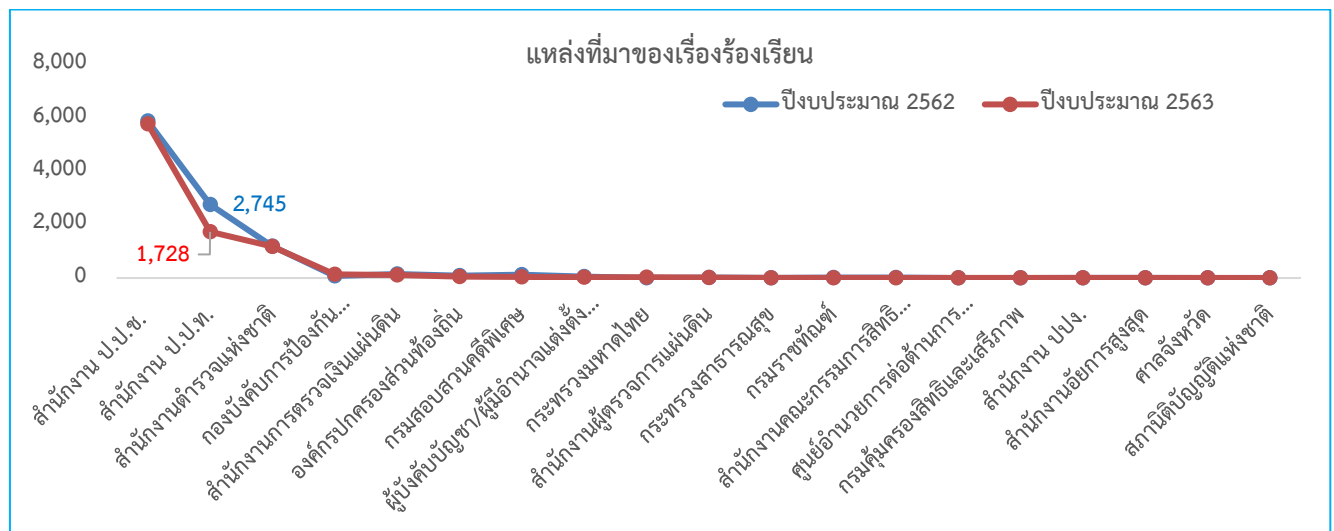 แหล่งที่มาของเรื่องร้องเรียน
ปีงบประมาณ 2562
ปีงบประมาณ 2563
8,000
6,000
4,000
2,000
0
2,745
1,728
สำนักงาน ป.ป.ช.
สำนักงาน ป.ป.ท.
สำนักงานตำรวจแห่งชาติ
กองบังคับการป้องกัน...
สำนักงานการตรวจเงินแผ่นดิน
องค์กรปกครองส่วนท้องถิ่น
กรมสอบสวนคดีพิเศษ
ผู้บังคับบัญชา/ผู้มีอำนาจแต่งตั้ง...
กระทรวงมหาดไทย
สำนักงานผู้ตรวจการแผ่นดิน
กระทรวงสาธารณสุข
กรมราชทัณฑ์
สำนักงานคณะกรรมการสิทธิ...
ศูนย์อำนวยการต่อต้านการ...
กรมคุ้มครองสิทธิและเสรีภาพ
สำนักงาน ปปง.
สำนักงานอัยการสูงสุด
ศาลจังหวัด
สภานิติบัญญัติแห่งชาติ